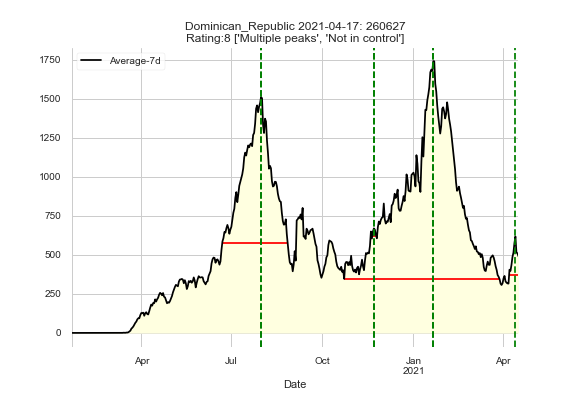 Dominican_Republic 2021-04-17: 260627
Rating:8 ['Multiple peaks', 'Not in control']
Average-7d
1750
1500
1250
1000
750
500
250
0
Apr
Jul
Oct
Jan
2021
Apr
Date